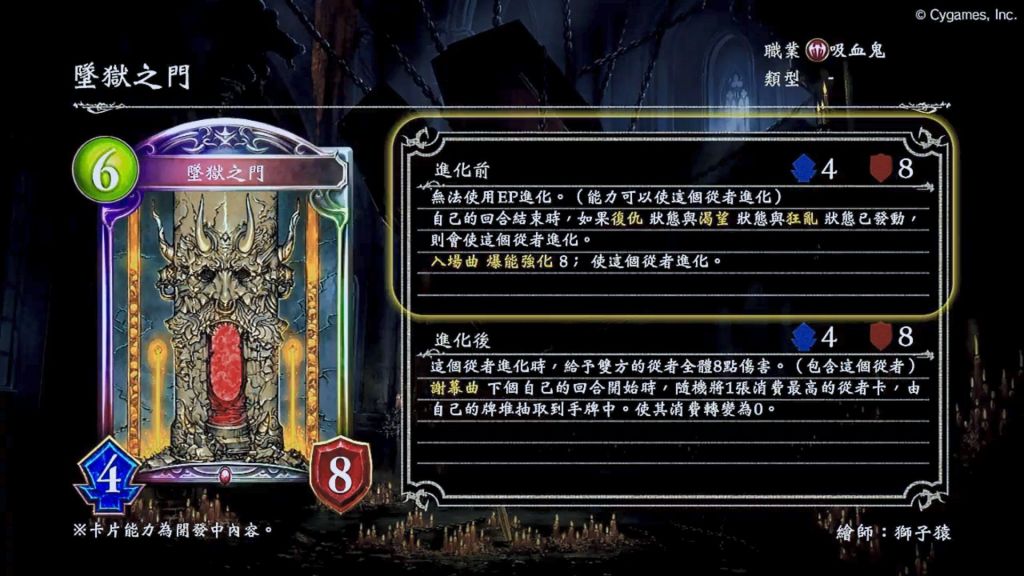 © Cygames, Inc.
墜獄之門
職業 吸血鬼
類型 -
6
墜獄之門
4
8
進化前 4 8
無法使用EP進化。（能力可以使這個從者進化）
自己的回合結束時，如果復仇 狀態與渴望 狀態與狂亂 狀態已發動，
則會使這個從者進化。
入場曲 爆能強化 8； 使這個從者進化。
進化後 4 8
這個從者進化時，給予雙方的從者全體8點傷害。（包含這個從者）
謝幕曲 下個自己的回合開始時，隨機將1張消費最高的從者卡，由
自己的牌堆抽取到手牌中。使其消費轉變為0。
※卡片能力為開發中內容。
繪師：獅子猿